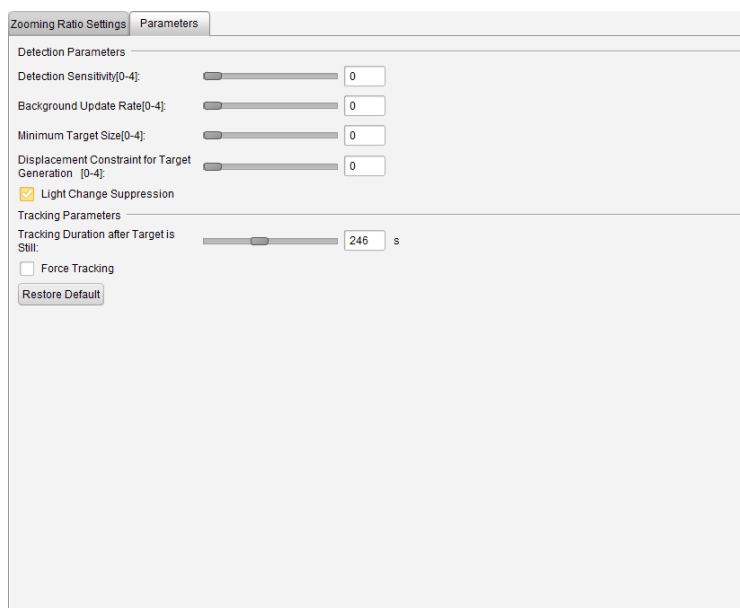 Zooming Ratio Settings Parameters
Detection Parameters
Detection Sensitivity[0-4]: 0
Background Update Rate[0-4]: 0
Minimum Target Size[0-4]: 0
Displacement Constraint for Target
Generation [0-4]: 0
Light Change Suppression
Tracking Parameters
Tracking Duration after Target is
Still: 246 s
Force Tracking
Restore Default